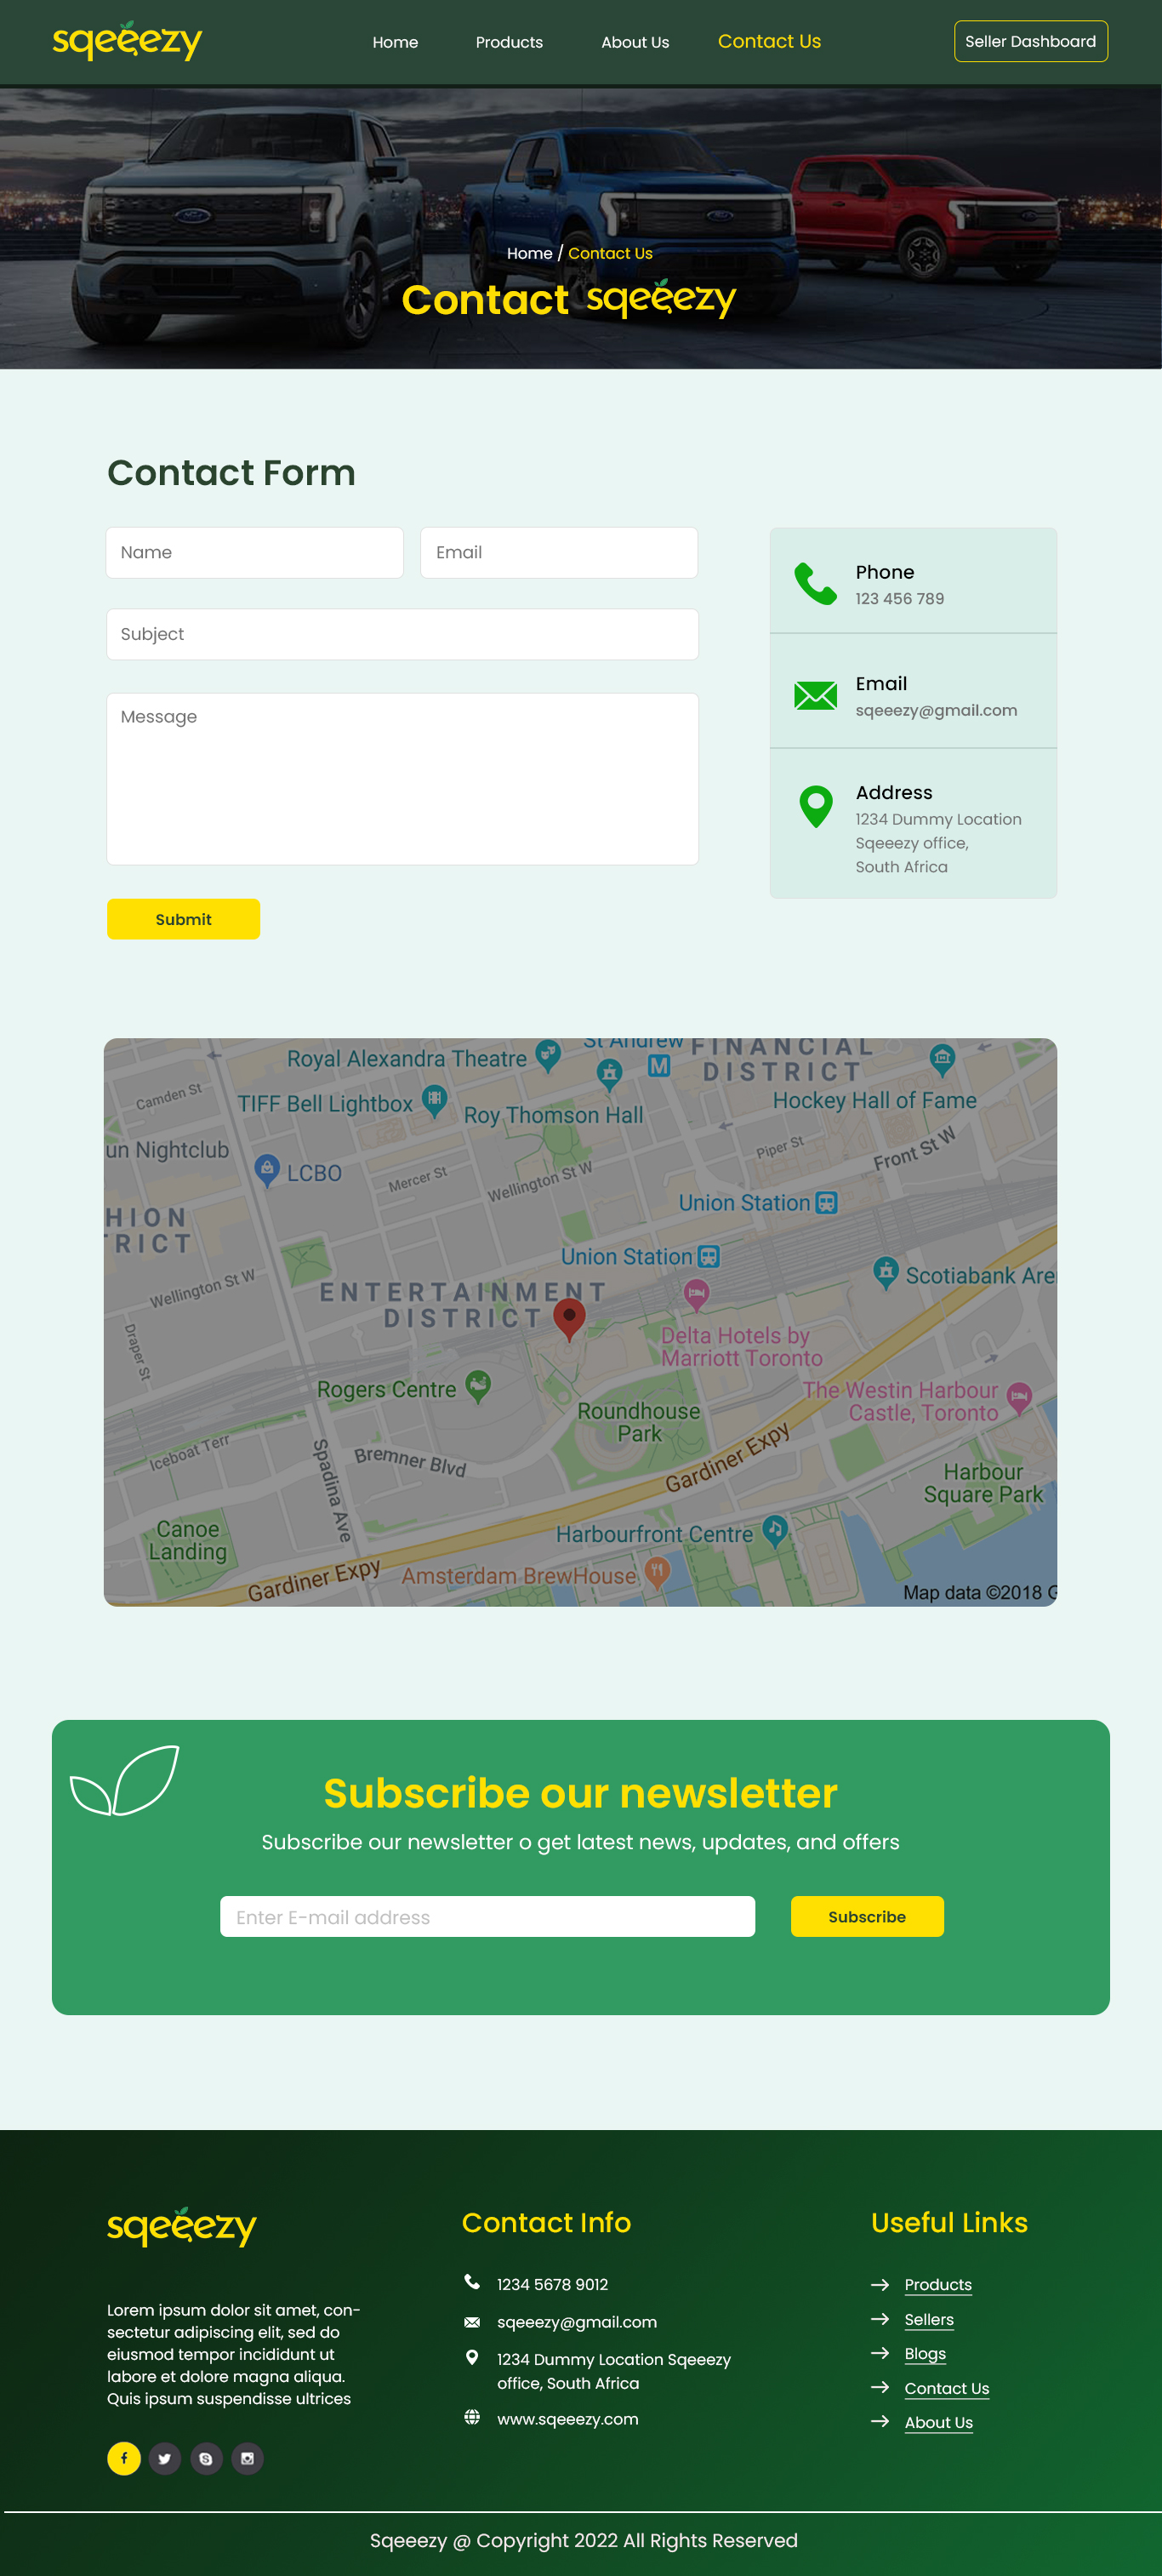 sqeeezy
Home
Products
About Us
Contact Us
Seller Dashboard
Home / Contact Us
Contact sqeeezy
Contact Form
Name
Email
Subject
Message
Submit
Phone
123 456 789
Email
sqeeezy@gmail.com
Address
1234 Dummy Location
Sqeeezy office,
South Africa
St Andrew
FINANCIAL
DISTRICT
Royal Alexandra Theatre
M
Camden St
TIFF Bell Lightbox
Roy Thomson Hall
Hockey Hall of Fame
un Nightclub
LCBO
Mercer St
Wellington St W
Piper St
Front St W
Union Station
HION
RICT
Union Station
Wellington St W
ENTERTAINMENT
DISTRICT
Scotiabank Are
Draper St
Delta Hotels by
Marriott Toronto
Rogers Centre
The Westin Harbour
Castle, Toronto
Roundhouse
Park
Iceboat Terr
Spadina Ave
Bremner Blvd
Gardiner Expy
Harbour
Square Park
Canoe
Landing
Harbourfront Centre
Gardiner Expy
Amsterdam BrewHouse
Map data ©2018 G
Subscribe our newsletter
Subscribe our newsletter o get latest news, updates, and offers
Enter E-mail address
Subscribe
sqeeezy
Lorem ipsum dolor sit amet, con-
sectetur adipiscing elit, sed do
eiusmod tempor incididunt ut
labore et dolore magna aliqua.
Quis ipsum suspendisse ultrices
Contact Info
1234 5678 9012
sqeeezy@gmail.com
1234 Dummy Location Sqeeezy
office, South Africa
www.sqeeezy.com
Useful Links
Products
Sellers
Blogs
Contact Us
About Us
Sqeeezy @ Copyright 2022 All Rights Reserved